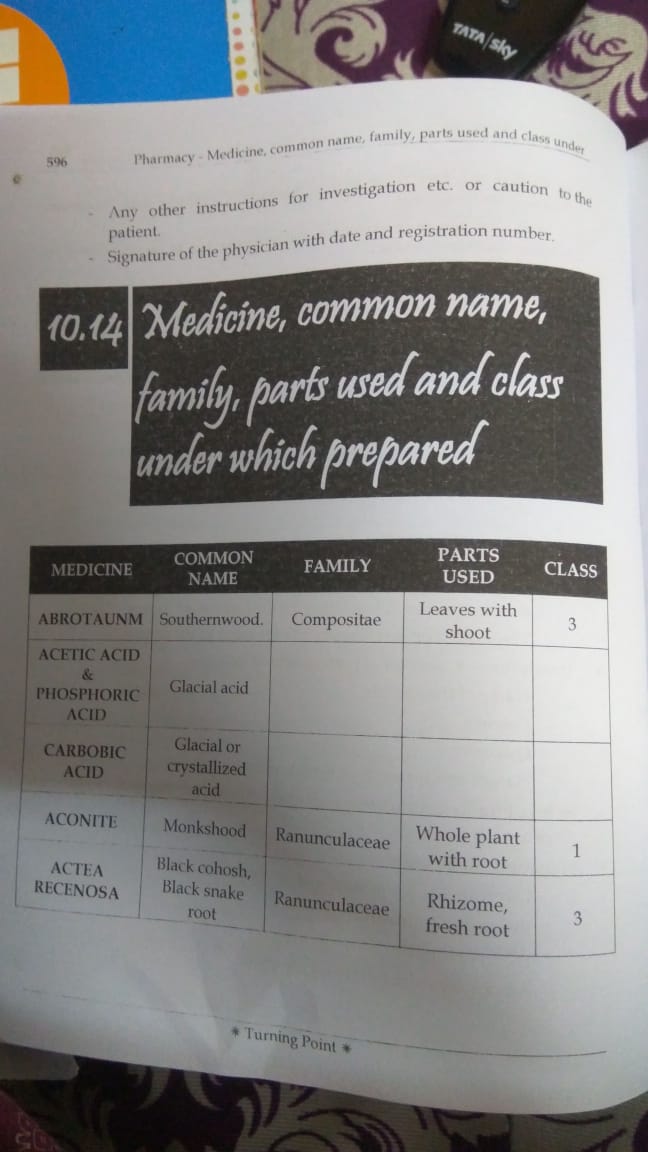 TATA/sky
596 Pharmacy - Medicine, common name, family, parts used and class under
- Any other instructions for investigation etc. or caution to the
patient.
- Signature of the physician with date and registration number.
10.14 Medicine, common name,
family, parts used and class
under which prepared
MEDICINE COMMON NAME FAMILY PARTS USED CLASS
ABROTAUNM Southernwood. Compositae Leaves with shoot 3
ACETIC ACID & PHOSPHORIC ACID Glacial acid
CARBOBIC ACID Glacial or crystallized acid
ACONITE Monkshood Ranunculaceae Whole plant with root 1
ACTEA RECENOSA Black cohosh, Black snake root Ranunculaceae Rhizome, fresh root 3
* Turning Point *